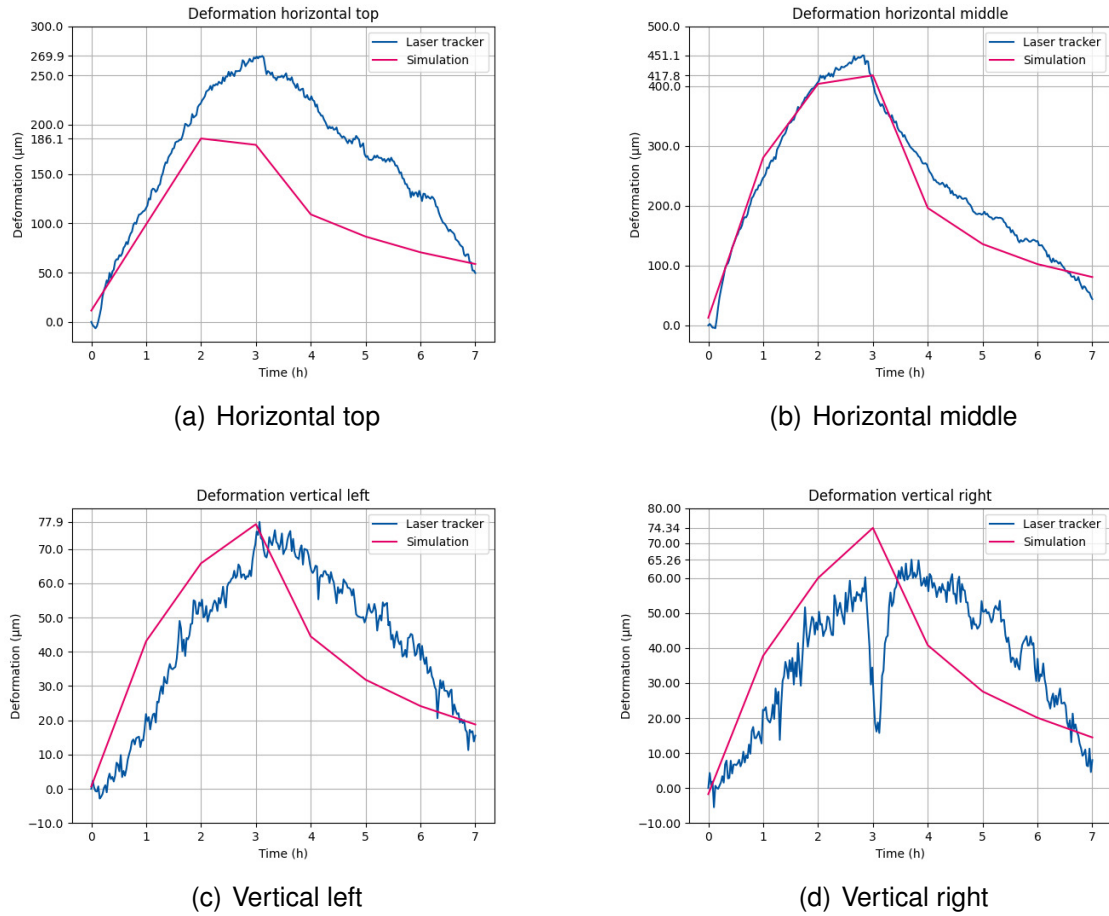 Deformation horizontal top
300.0
269.9
250.0
200.0
186.1
150.0
100.0
50.0
0.0
Deformation (µm)
Laser tracker
Simulation
0 1 2 3 4 5 6 7
Time (h)
(a) Horizontal top
Deformation horizontal middle
500.0
451.1
417.8
400.0
300.0
200.0
100.0
0.0
Deformation (µm)
Laser tracker
Simulation
0 1 2 3 4 5 6 7
Time (h)
(b) Horizontal middle
Deformation vertical left
77.9
70.0
60.0
50.0
40.0
30.0
20.0
10.0
0.0
−10.0
Deformation (µm)
Laser tracker
Simulation
0 1 2 3 4 5 6 7
Time (h)
(c) Vertical left
Deformation vertical right
80.00
74.34
70.00
65.26
60.00
50.00
40.00
30.00
20.00
10.00
0.00
−10.00
Deformation (µm)
Laser tracker
Simulation
0 1 2 3 4 5 6 7
Time (h)
(d) Vertical right